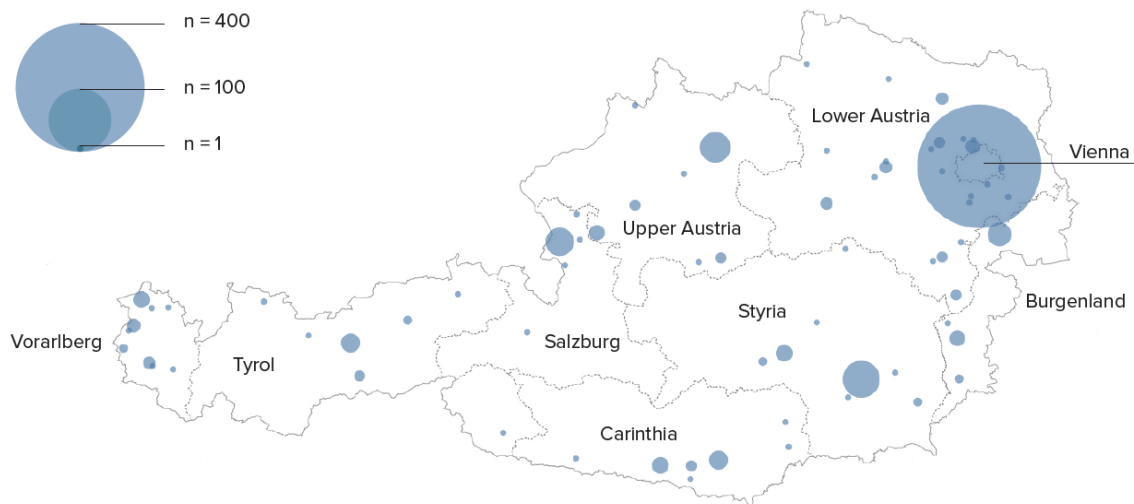 n = 400
n = 100
n = 1
Lower Austria
Vienna
Upper Austria
Burgenland
Styria
Vorarlberg
Salzburg
Tyrol
Carinthia